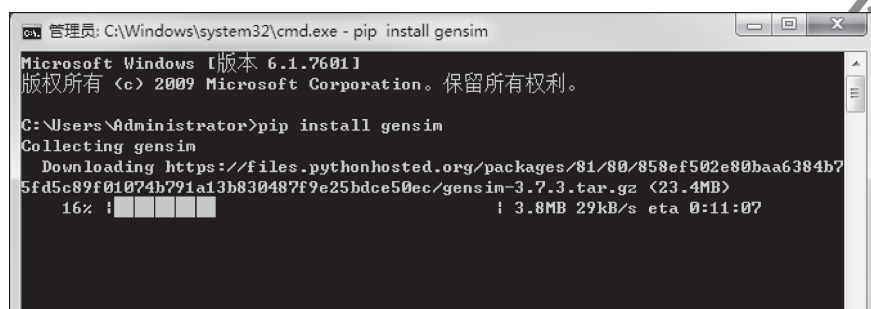 管理员: C:\Windows\system32\cmd.exe - pip install gensim
Microsoft Windows [版本 6.1.7601]
版权所有 (c) 2009 Microsoft Corporation。保留所有权利。
C:\Users\Administrator>pip install gensim
Collecting gensim
Downloading https://files.pythonhosted.org/packages/81/80/858ef502e80baa6384b7
5fd5c89f01074b791a13b830487f9e25bdce50ec/gensim-3.7.3.tar.gz (23.4MB)
16% | | 3.8MB 29kB/s eta 0:11:07